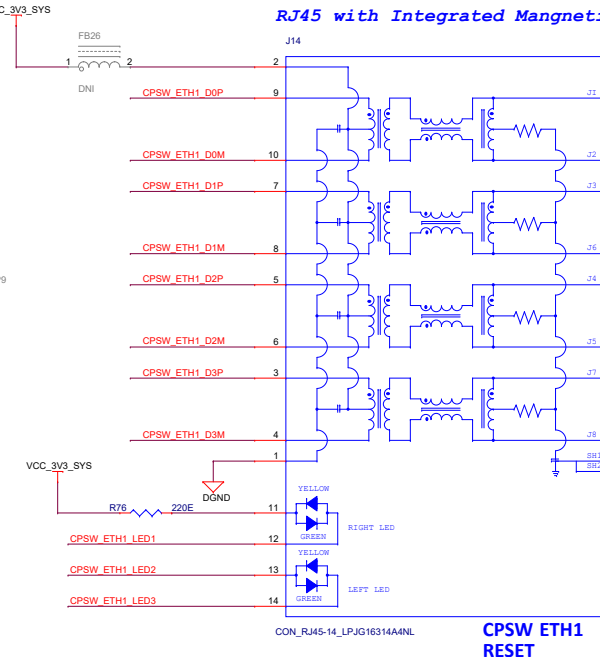 C_3V3_SYS
RJ45 with Integrated Mangneti
FB26
J14
1 2 2
DNI
CPSW_ETH1_D0P 9 J1
CPSW_ETH1_D0M 10 J2
CPSW_ETH1_D1P 7 J3
CPSW_ETH1_D1M 8 J6
CPSW_ETH1_D2P 5 J4
CPSW_ETH1_D2M 6 J5
CPSW_ETH1_D3P 3 J7
CPSW_ETH1_D3M 4 J8
1 SH1
VCC_3V3_SYS SH2
DGND
YELLOW
R76 220E 11
RIGHT LED
GREEN
CPSW_ETH1_LED1 12
YELLOW
CPSW_ETH1_LED2 13
LEFT LED
GREEN
CPSW_ETH1_LED3 14
CON_RJ45-14_LPJG16314A4NL
CPSW ETH1
RESET